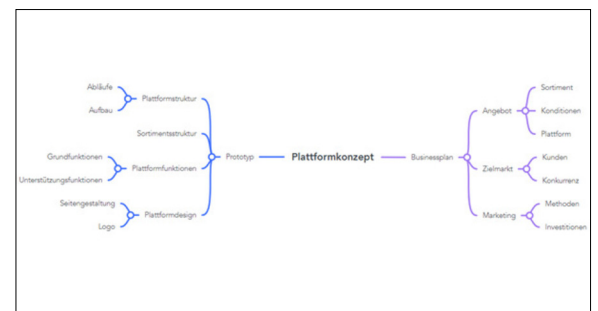 Abläufe
Aufbau
Plattformstruktur
Sortimentsstruktur
Grundfunktionen
Unterstützungsfunktionen
Plattformfunktionen
Seitengestaltung
Logo
Plattformdesign
Prototyp
Plattformkonzept
Businessplan
Angebot
Sortiment
Konditionen
Plattform
Zielmarkt
Kunden
Konkurrenz
Marketing
Methoden
Investitionen